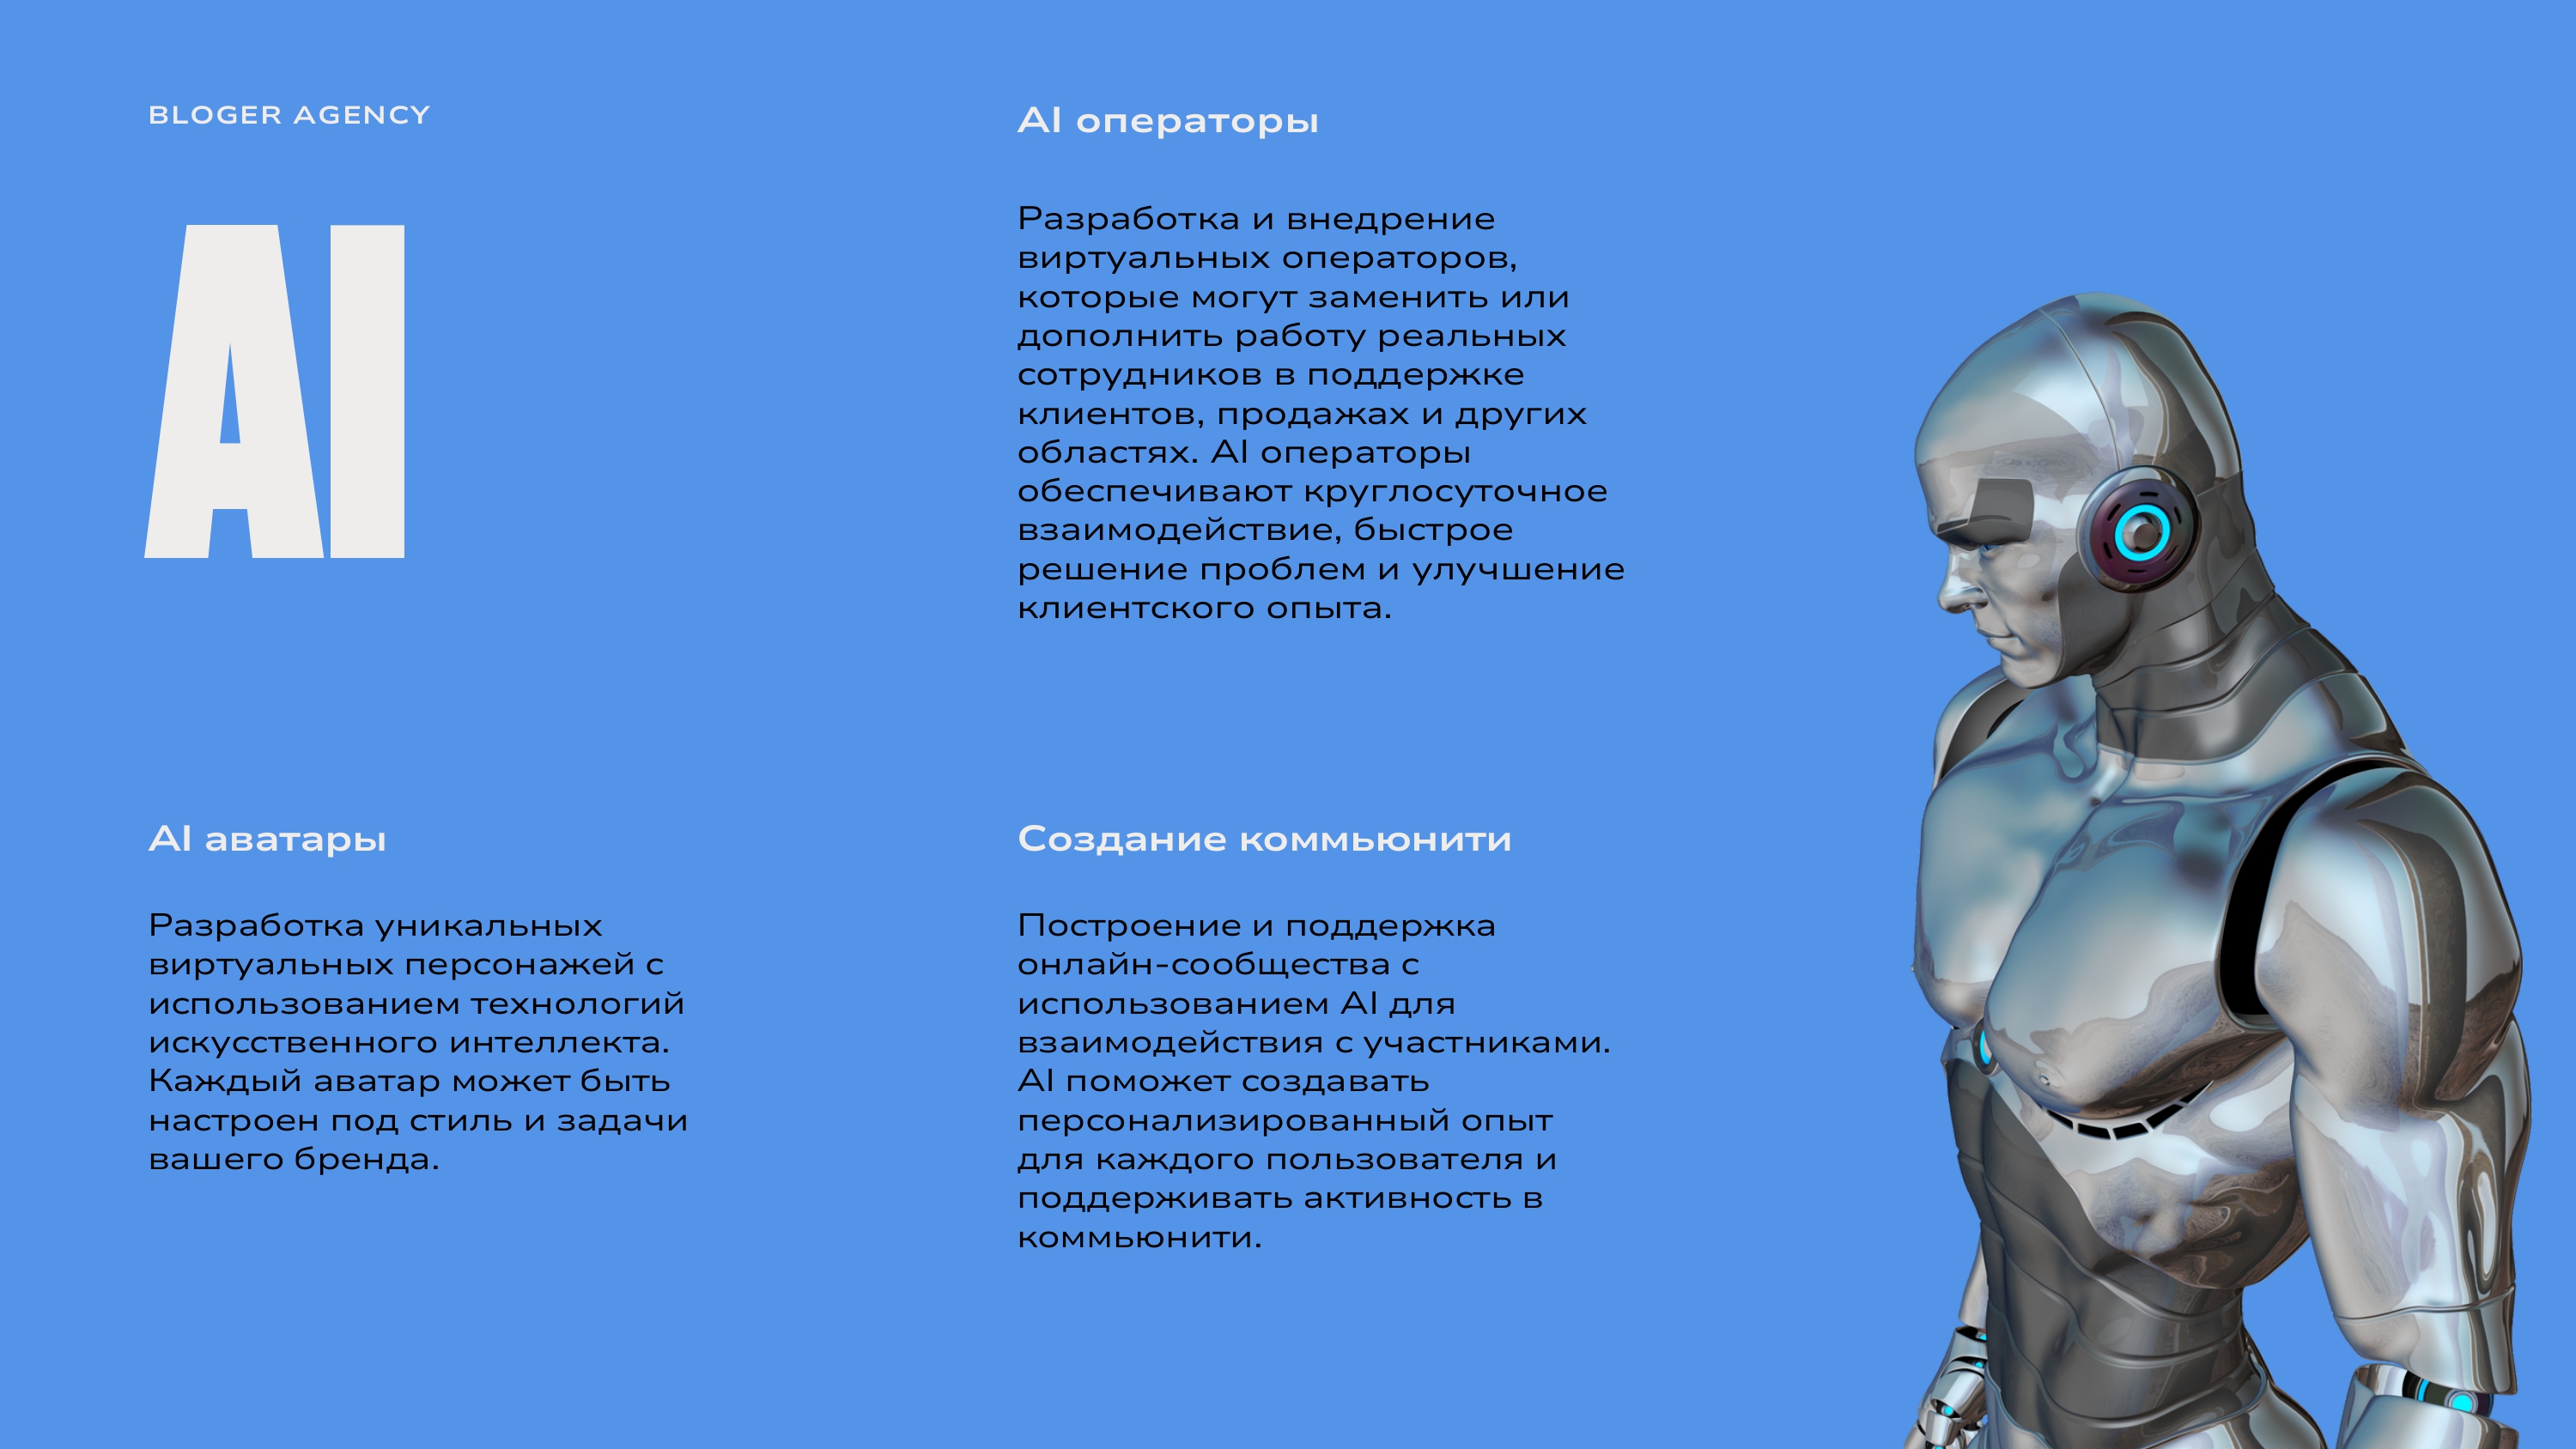 BLOGER AGENCY
AI
AI операторы
Разработка и внедрение
виртуальных операторов,
которые могут заменить или
дополнить работу реальных
сотрудников в поддержке
клиентов, продажах и других
областях. AI операторы
обеспечивают круглосуточное
взаимодействие, быстрое
решение проблем и улучшение
клиентского опыта.
AI аватары
Разработка уникальных
виртуальных персонажей с
использованием технологий
искусственного интеллекта.
Каждый аватар может быть
настроен под стиль и задачи
вашего бренда.
Создание коммьюнити
Построение и поддержка
онлайн-сообщества с
использованием AI для
взаимодействия с участниками.
AI поможет создавать
персонализированный опыт
для каждого пользователя и
поддерживать активность в
коммьюнити.